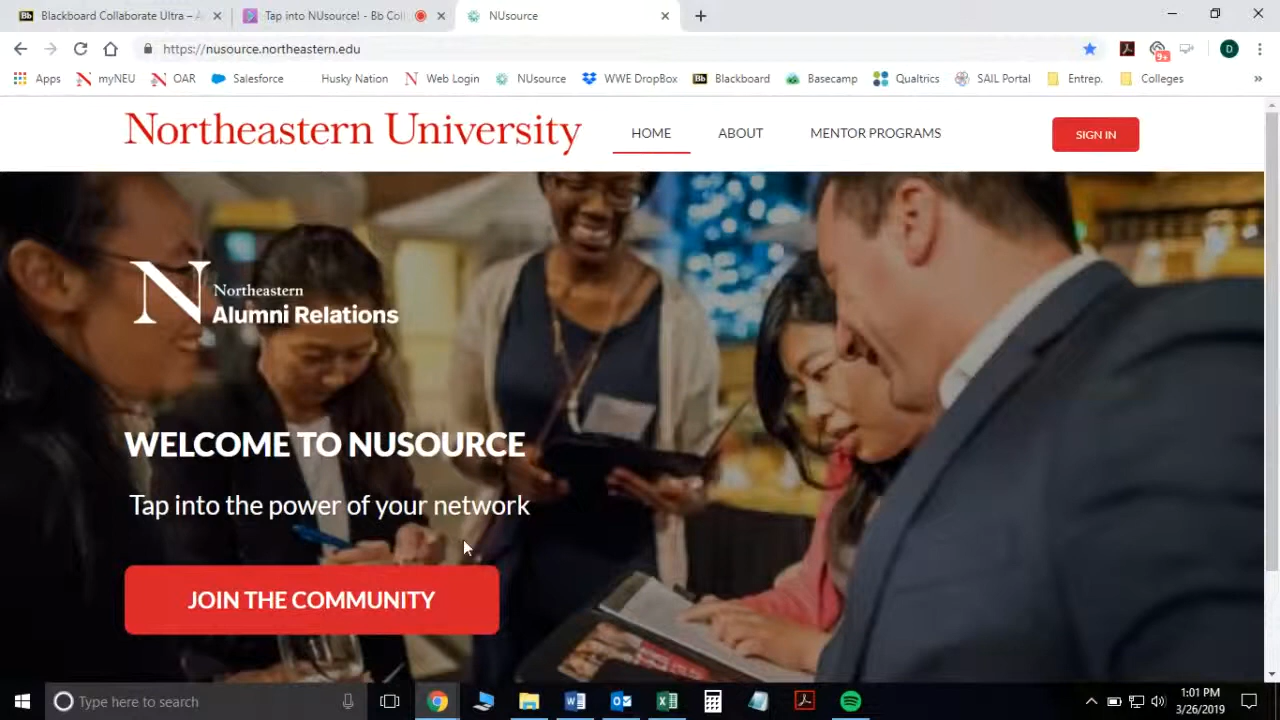 Blackboard Collaborate Ultra –
Tap into NUsource! - Bb Coll
NUsource
https://nusource.northeastern.edu
9+
D
Apps
myNEU
OAR
Salesforce
Husky Nation
Web Login
NUsource
WWE DropBox
Bb
Blackboard
Basecamp
Qualtrics
SAIL Portal
Entrep.
Colleges
»
Northeastern University
HOME
ABOUT
MENTOR PROGRAMS
SIGN IN
N Northeastern
Alumni Relations
WELCOME TO NUSOURCE
Tap into the power of your network
JOIN THE COMMUNITY
Type here to search
1:01 PM
3/26/2019